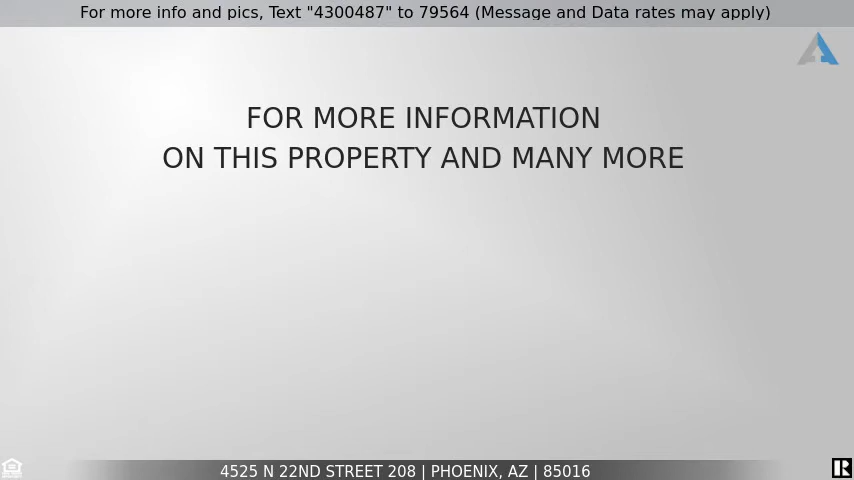 For more info and pics, Text "4300487" to 79564 (Message and Data rates may apply)
FOR MORE INFORMATION
ON THIS PROPERTY AND MANY MORE
4525 N 22ND STREET 208 | PHOENIX, AZ | 85016